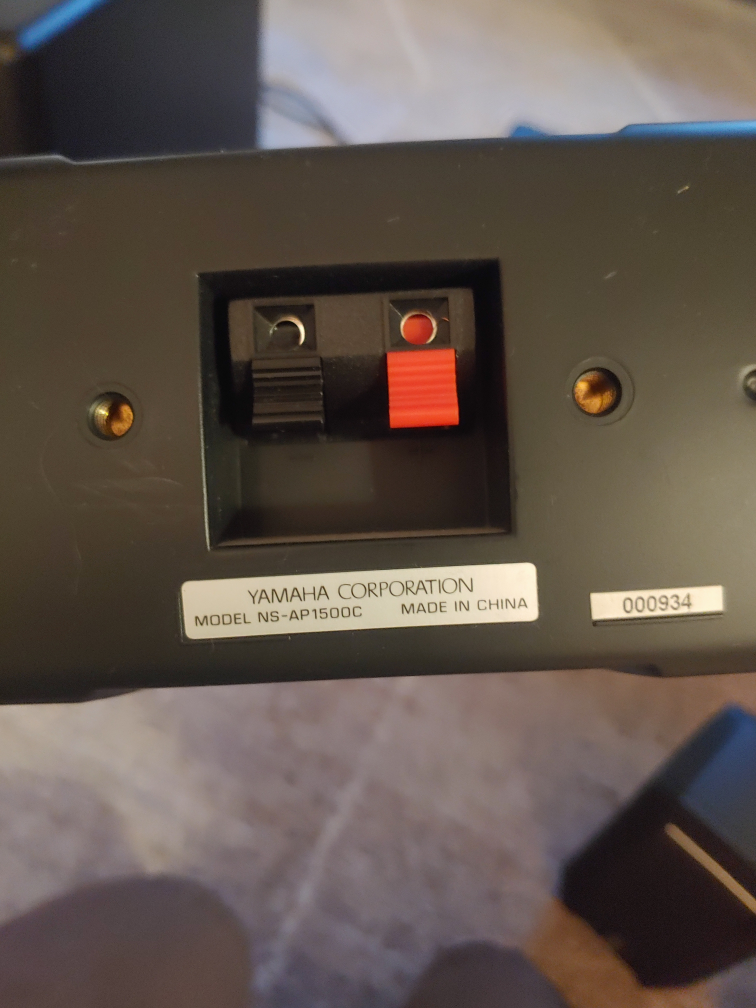 YAMAHA CORPORATION
MODEL NS-AP1500C MADE IN CHINA
000934